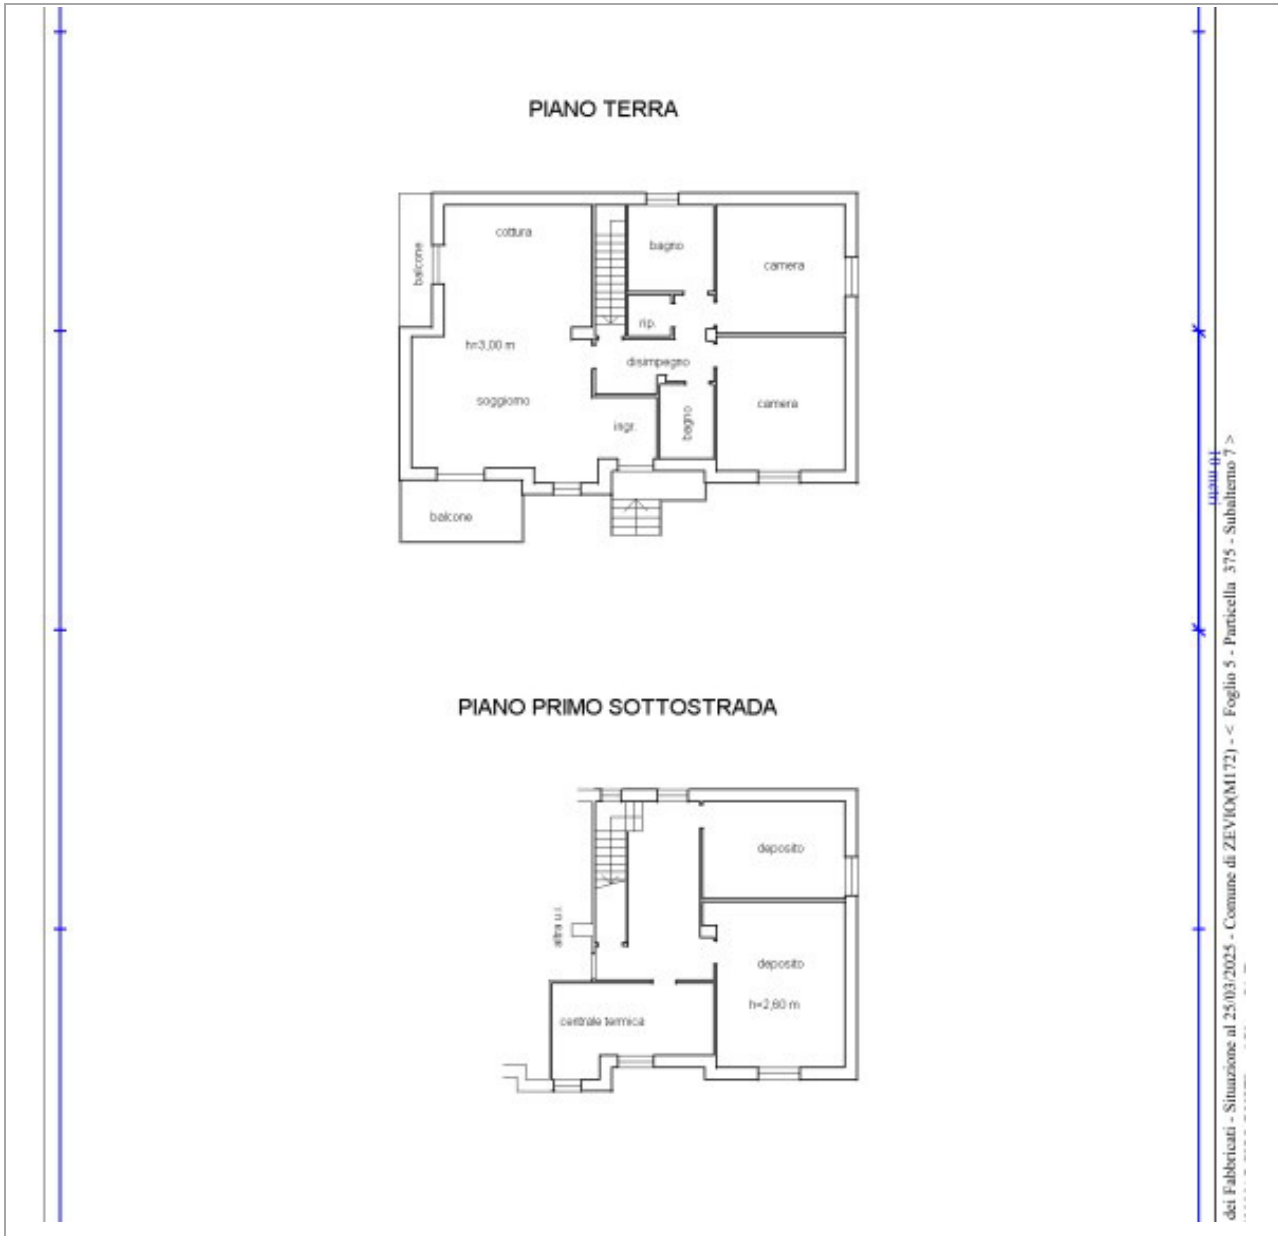 PIANO TERRA
cottura
balcone
bagno
camera
rip.
h=3,00 m
disimpegno
soggiorno
camera
ingr.
bagno
balcone
PIANO PRIMO SOTTOSTRADA
deposito
altra u.i.
deposito
h=2,60 m
centrale termica
10 metri
dei Fabbricati - Situazione al 25/03/2025 - Comune di ZEVIO(M172) - < Foglio 5 - Particella 375 - Subalterno 7 >